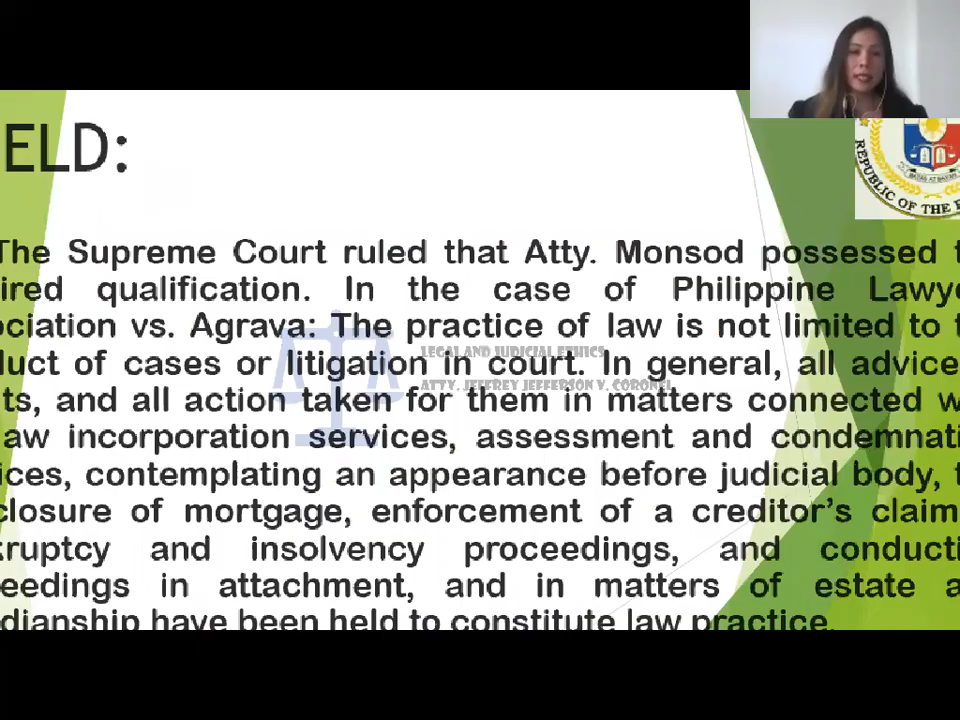 ELD:
The Supreme Court ruled that Atty. Monsod possessed t
ired qualification. In the case of Philippine Lawye
ociation vs. Agrava: The practice of law is not limited to t
duct of cases or litigation in court. In general, all advice
ts, and all action taken for them in matters connected w
law incorporation services, assessment and condemnati
ices, contemplating an appearance before judicial body, t
closure of mortgage, enforcement of a creditor's claim
kruptcy and insolvency proceedings, and conducti
eedings in attachment, and in matters of estate a
dianship have been held to constitute law practice.
LEGAL AND JUDICIAL ETHICS
ATTY. JEFFREY JEFFERSON V. CORONEL
REPUBLIC OF THE